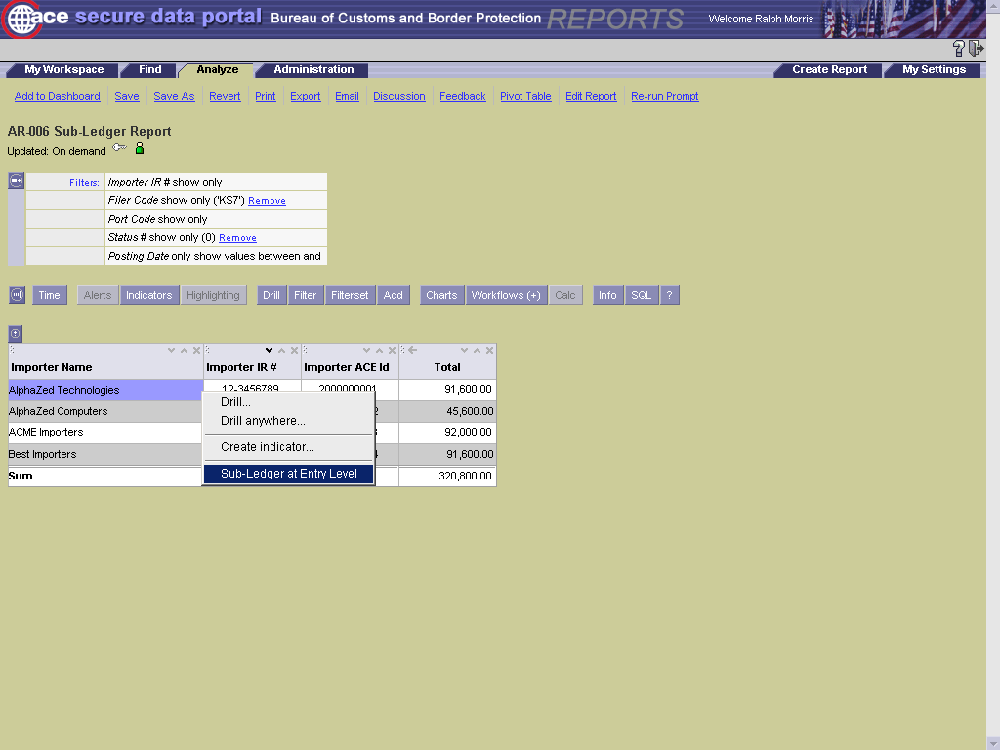 ace secure data portal Bureau of Customs and Border Protection REPORTS Welcome Ralph Morris
?
My Workspace Find Analyze Administration Create Report My Settings
Add to Dashboard Save Save As Revert Print Export Email Discussion Feedback Pivot Table Edit Report Re-run Prompt
AR-006 Sub-Ledger Report
Updated: On demand
Filters: Importer IR # show only
Filer Code show only ('KS7') Remove
Port Code show only
Status # show only (0) Remove
Posting Date only show values between and
Time Alerts Indicators Highlighting Drill Filter Filterset Add Charts Workflows (+) Calc Info SQL ?
Importer Name Importer IR # Importer ACE Id Total
AlphaZed Technologies 12-3456789 2000000001 91,600.00
Drill...
AlphaZed Computers 2 45,600.00
Drill anywhere...
ACME Importers 3 92,000.00
Create indicator...
Best Importers 4 91,600.00
Sub-Ledger at Entry Level
Sum 320,800.00